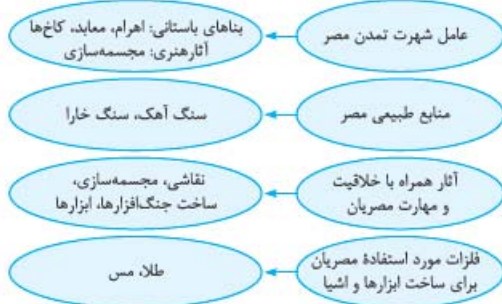 عامل شهرت تمدن مصر
بناهای باستانی: اهرام، معابد، کاخ‌ها
آثارهنری: مجسمه‌سازی
منابع طبیعی مصر
سنگ آهک، سنگ خارا
آثار همراه با خلاقیت
و مهارت مصریان
نقاشی، مجسمه‌سازی،
ساخت جنگ‌افزارها، ابزارها
فلزات مورد استفادهٔ مصریان
برای ساخت ابزارها و اشیا
طلا، مس